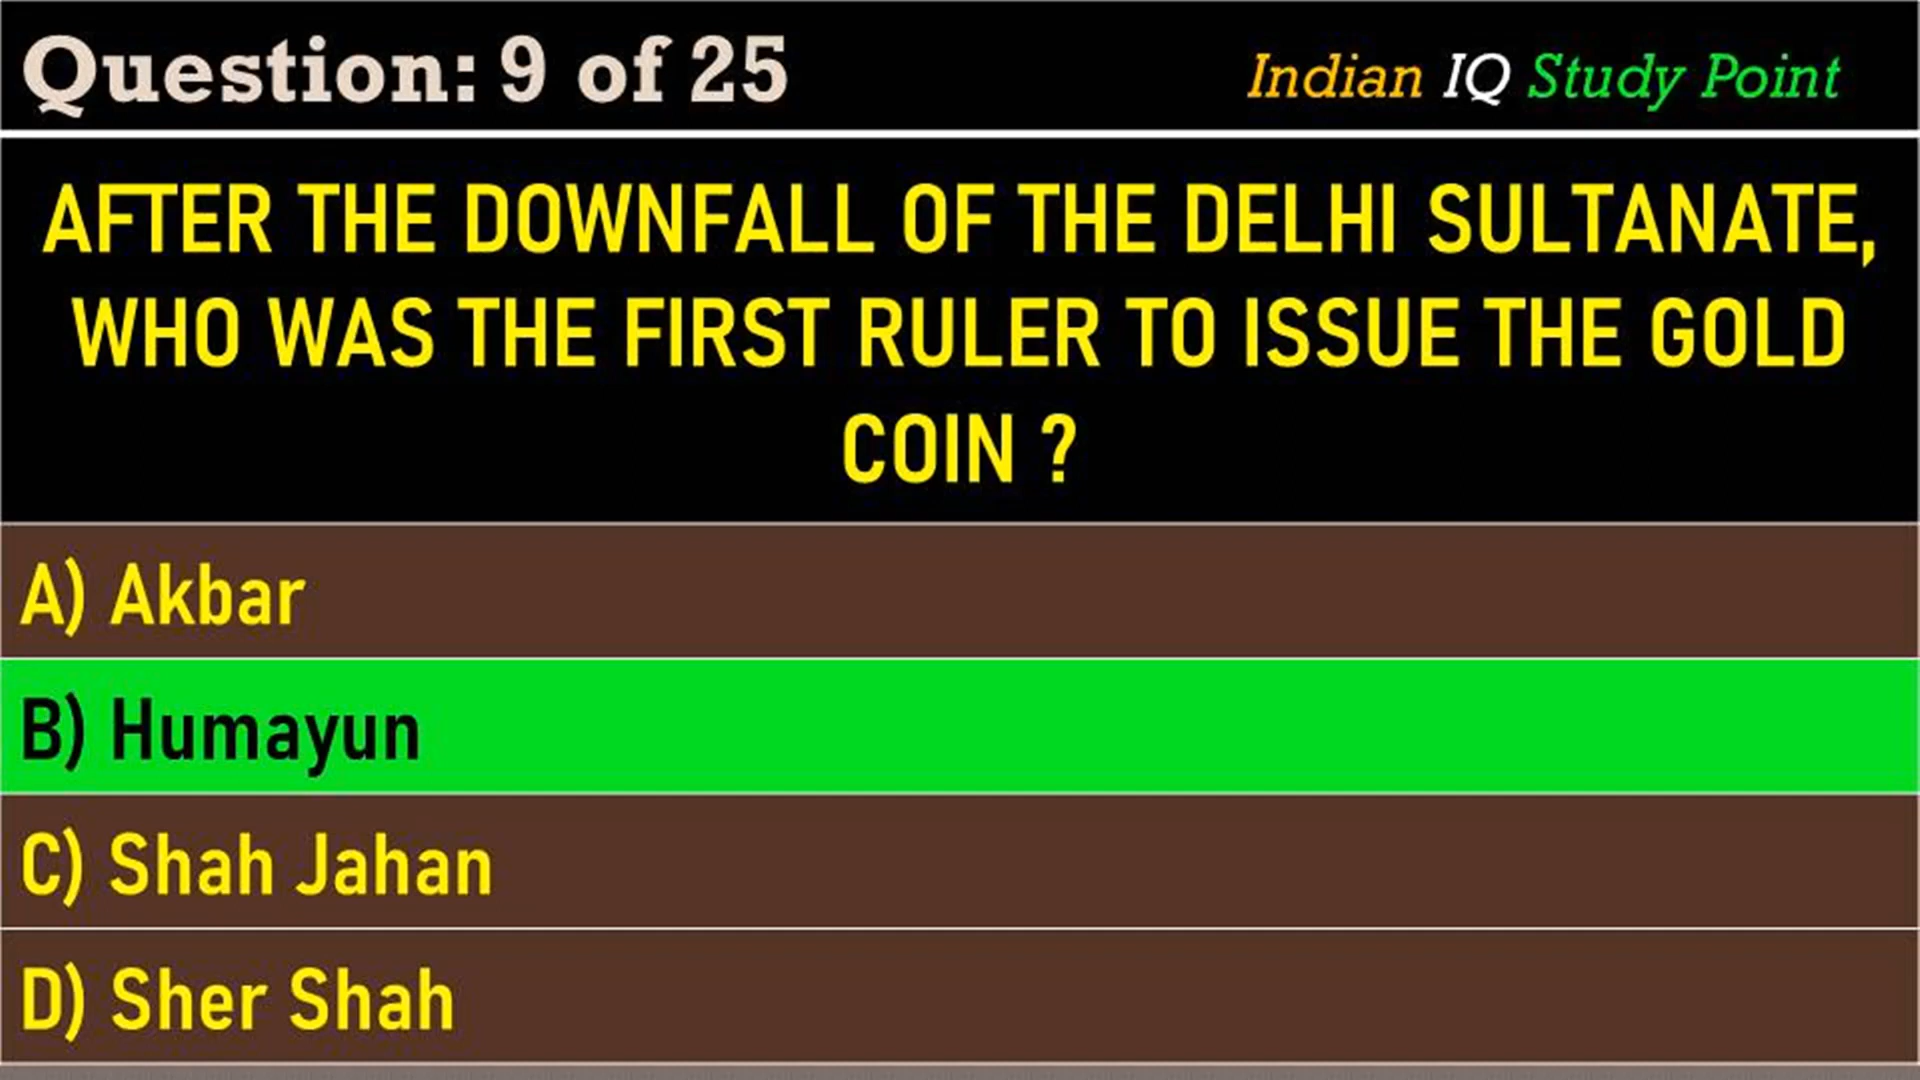 Question: 9 of 25
Indian IQ Study Point
AFTER THE DOWNFALL OF THE DELHI SULTANATE,
WHO WAS THE FIRST RULER TO ISSUE THE GOLD
COIN ?
A) Akbar
B) Humayun
C) Shah Jahan
D) Sher Shah